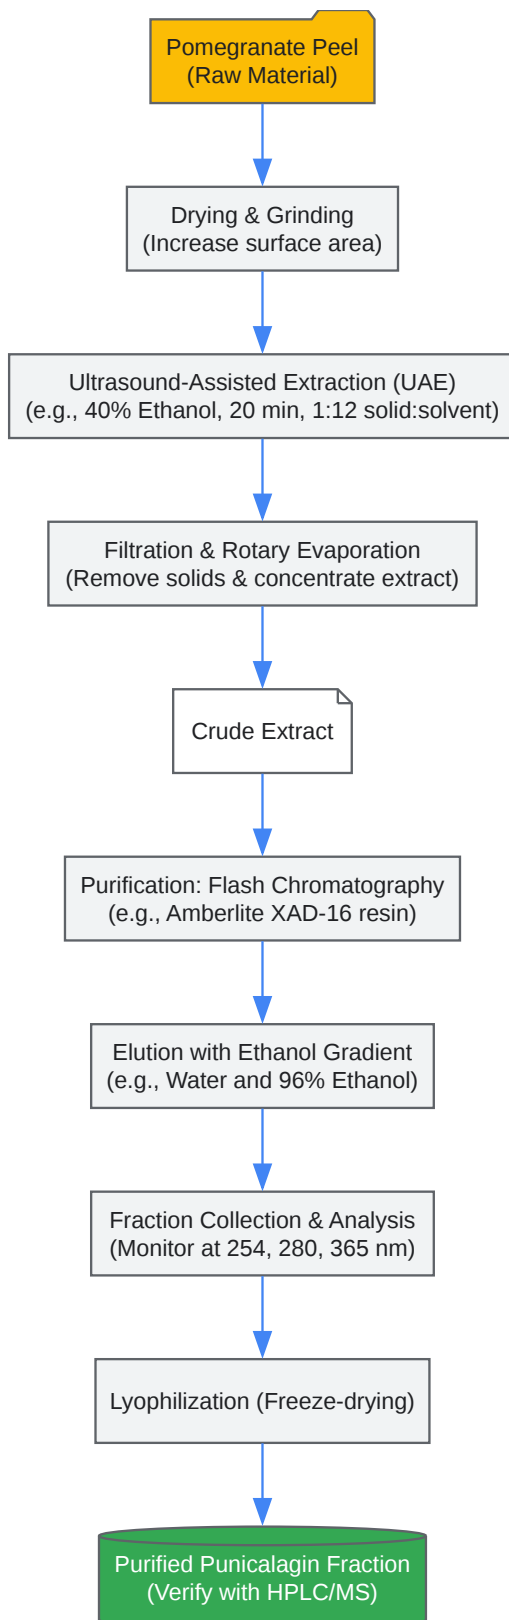 Pomegranate Peel
(Raw Material)
Drying & Grinding
(Increase surface area)
Ultrasound-Assisted Extraction (UAE)
(e.g., 40% Ethanol, 20 min, 1:12 solid:solvent)
Filtration & Rotary Evaporation
(Remove solids & concentrate extract)
Crude Extract
Purification: Flash Chromatography
(e.g., Amberlite XAD-16 resin)
Elution with Ethanol Gradient
(e.g., Water and 96% Ethanol)
Fraction Collection & Analysis
(Monitor at 254, 280, 365 nm)
Lyophilization (Freeze-drying)
Purified Punicalagin Fraction
(Verify with HPLC/MS)